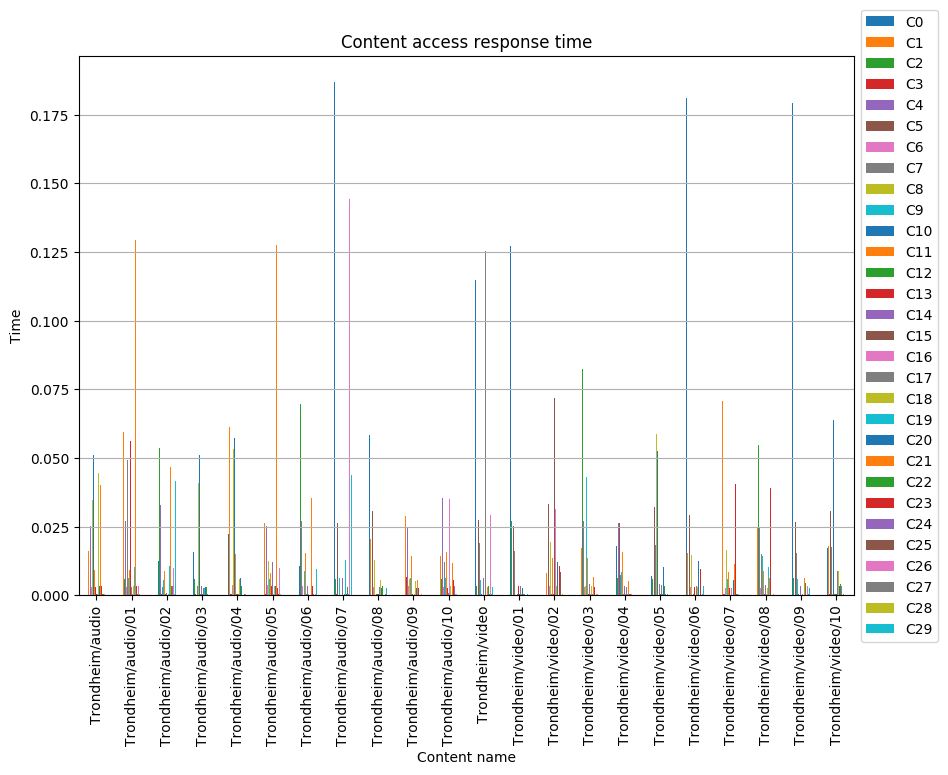 Content access response time
Time
0.175
0.150
0.125
0.100
0.075
0.050
0.025
0.000
Trondheim/audio
Trondheim/audio/01
Trondheim/audio/02
Trondheim/audio/03
Trondheim/audio/04
Trondheim/audio/05
Trondheim/audio/06
Trondheim/audio/07
Trondheim/audio/08
Trondheim/audio/09
Trondheim/audio/10
Trondheim/video
Trondheim/video/01
Trondheim/video/02
Trondheim/video/03
Trondheim/video/04
Trondheim/video/05
Trondheim/video/06
Trondheim/video/07
Trondheim/video/08
Trondheim/video/09
Trondheim/video/10
Content name
C0
C1
C2
C3
C4
C5
C6
C7
C8
C9
C10
C11
C12
C13
C14
C15
C16
C17
C18
C19
C20
C21
C22
C23
C24
C25
C26
C27
C28
C29